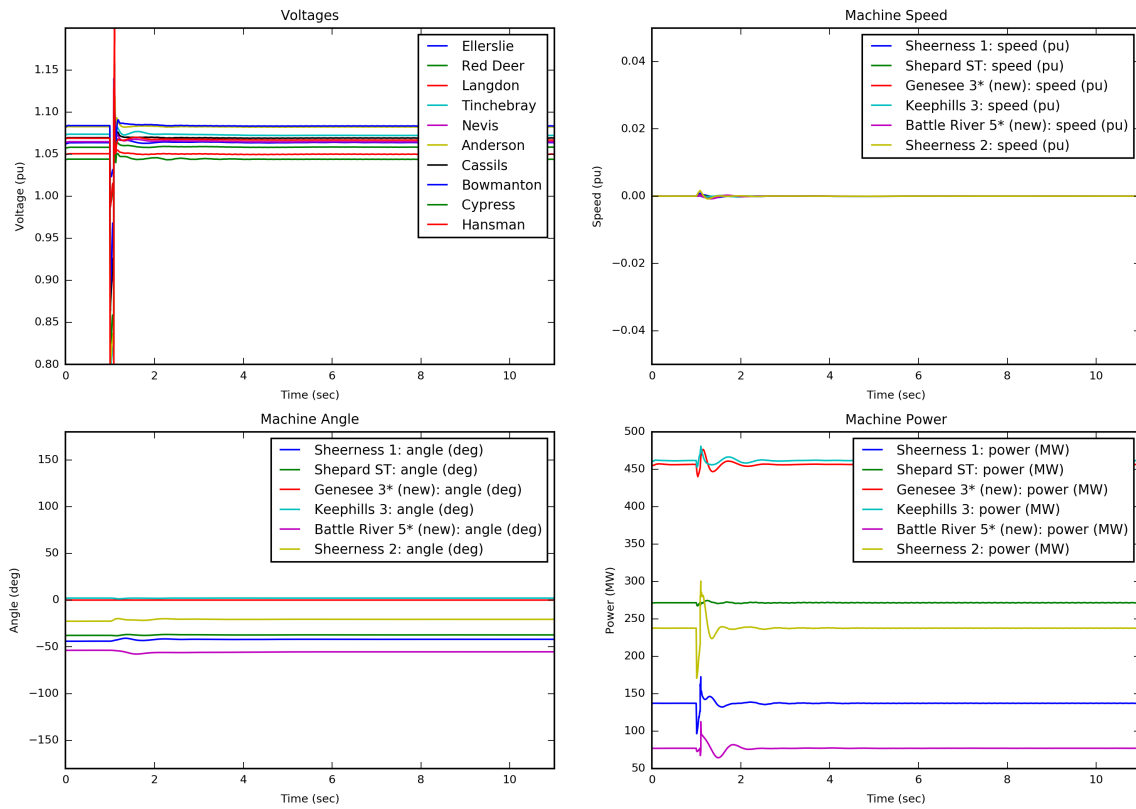 Voltages
1.15
1.10
1.05
1.00
0.95
0.90
0.85
0.80
Voltage (pu)
0 2 4 6 8 10
Time (sec)
Ellerslie
Red Deer
Langdon
Tinchebray
Nevis
Anderson
Cassils
Bowmanton
Cypress
Hansman
Machine Speed
0.04
0.02
0.00
−0.02
−0.04
Speed (pu)
0 2 4 6 8 10
Time (sec)
Sheerness 1: speed (pu)
Shepard ST: speed (pu)
Genesee 3* (new): speed (pu)
Keephills 3: speed (pu)
Battle River 5* (new): speed (pu)
Sheerness 2: speed (pu)
Machine Angle
150
100
50
0
−50
−100
−150
Angle (deg)
0 2 4 6 8 10
Time (sec)
Sheerness 1: angle (deg)
Shepard ST: angle (deg)
Genesee 3* (new): angle (deg)
Keephills 3: angle (deg)
Battle River 5* (new): angle (deg)
Sheerness 2: angle (deg)
Machine Power
500
450
400
350
300
250
200
150
100
50
Power (MW)
0 2 4 6 8 10
Time (sec)
Sheerness 1: power (MW)
Shepard ST: power (MW)
Genesee 3* (new): power (MW)
Keephills 3: power (MW)
Battle River 5* (new): power (MW)
Sheerness 2: power (MW)